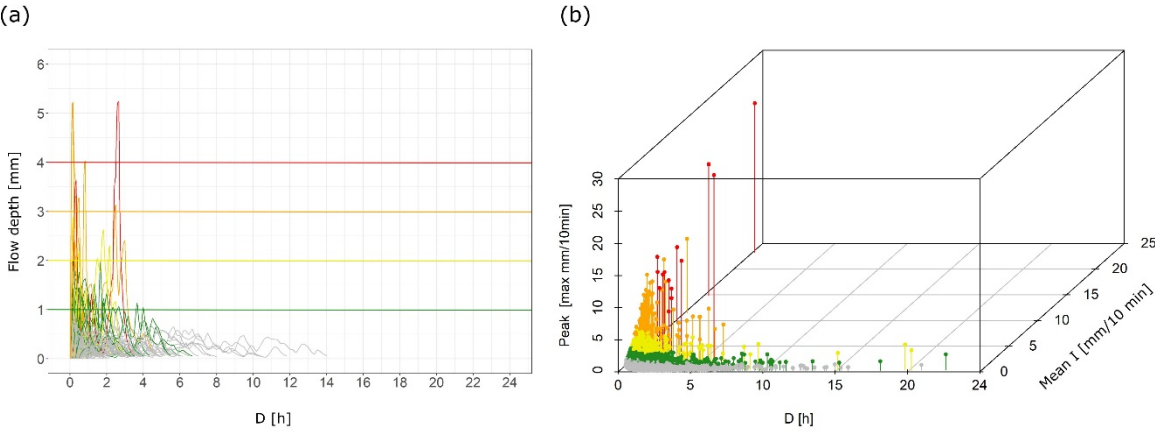 (a)
6
5
4
3
2
1
0
Flow depth [mm]
0 2 4 6 8 10 12 14 16 18 20 22 24
D [h]
(b)
30
25
20
15
10
5
0
Peak [max mm/10min]
0 5 10 15 20 24
D [h]
0
5
10
15
20
25
Mean I [mm/10 min]